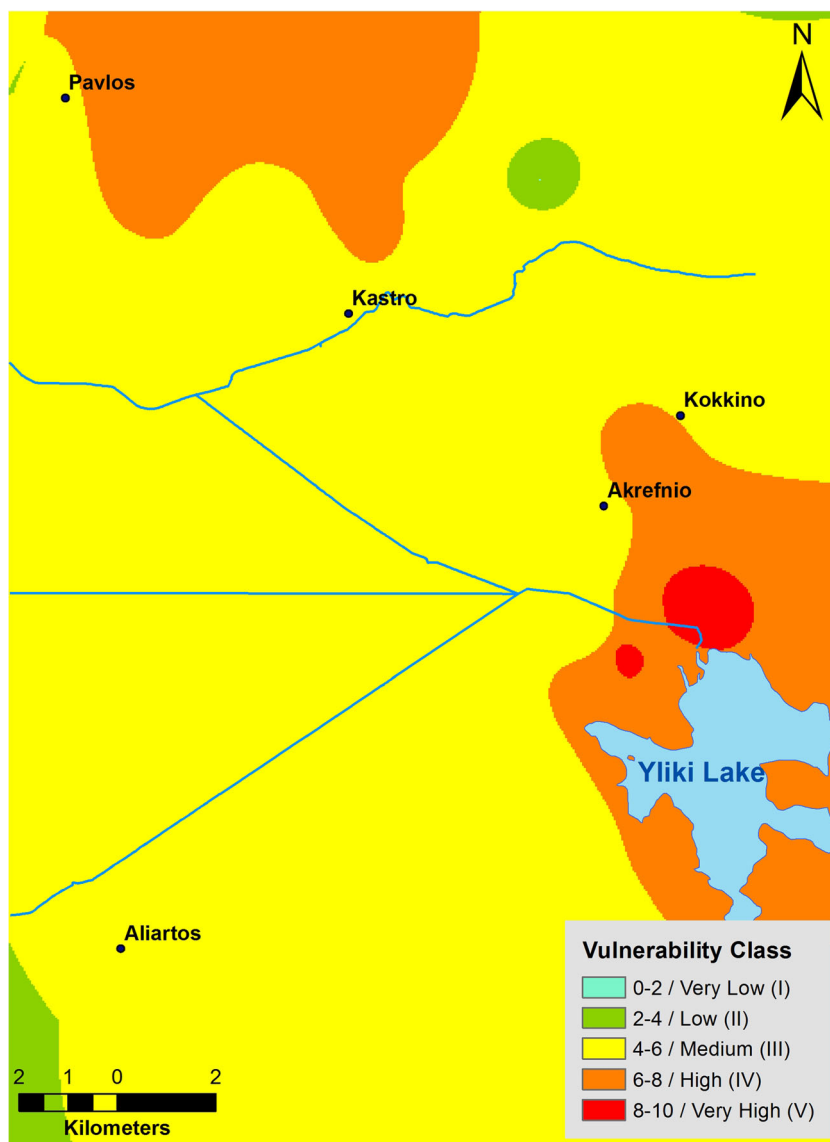 N
Pavlos
Kastro
Kokkino
Akrefnio
Yliki Lake
Aliartos
Vulnerability Class
0-2 / Very Low (I)
2-4 / Low (II)
4-6 / Medium (III)
6-8 / High (IV)
8-10 / Very High (V)
2 1 0 2
Kilometers